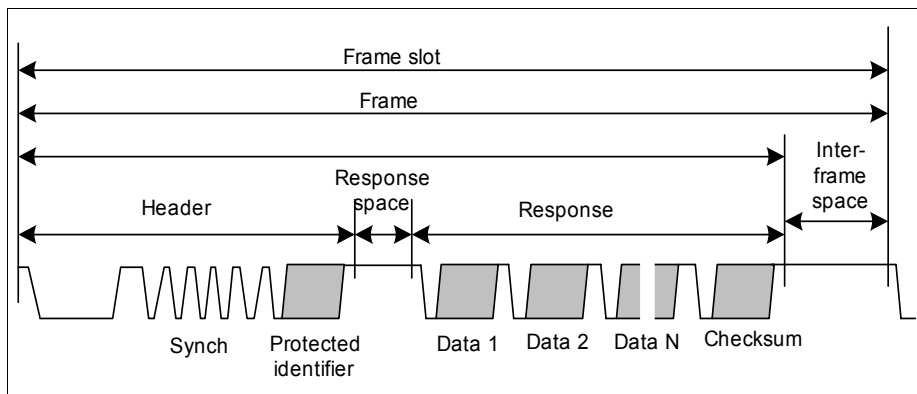 Frame slot
Frame
Inter-
frame
space
Response
space
Header
Response
Synch
Protected
identifier
Data 1
Data 2
Data N
Checksum